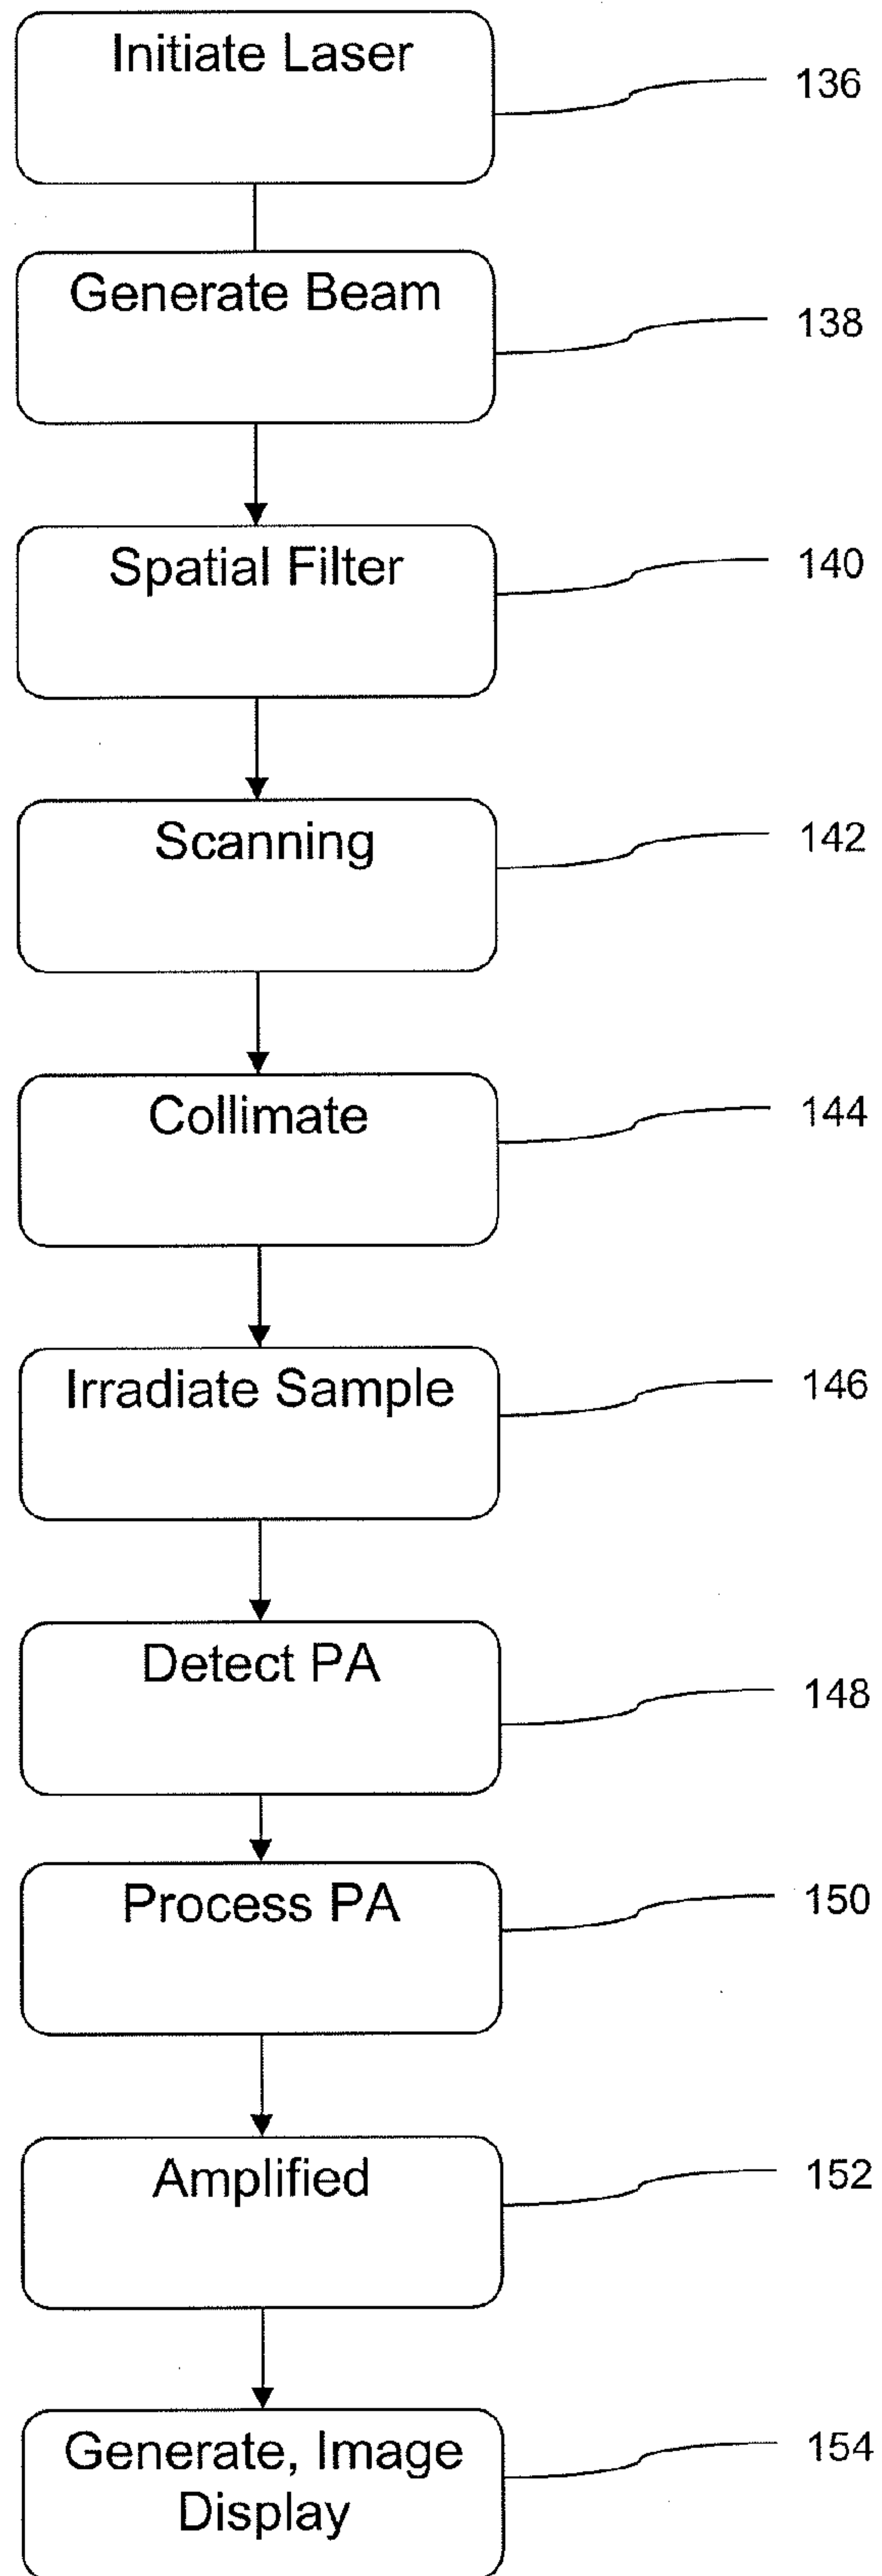 Initiate Laser
136
Generate Beam
138
Spatial Filter
140
Scanning
142
Collimate
144
Irradiate Sample
146
Detect PA
148
Process PA
150
Amplified
152
Generate, Image
Display
154